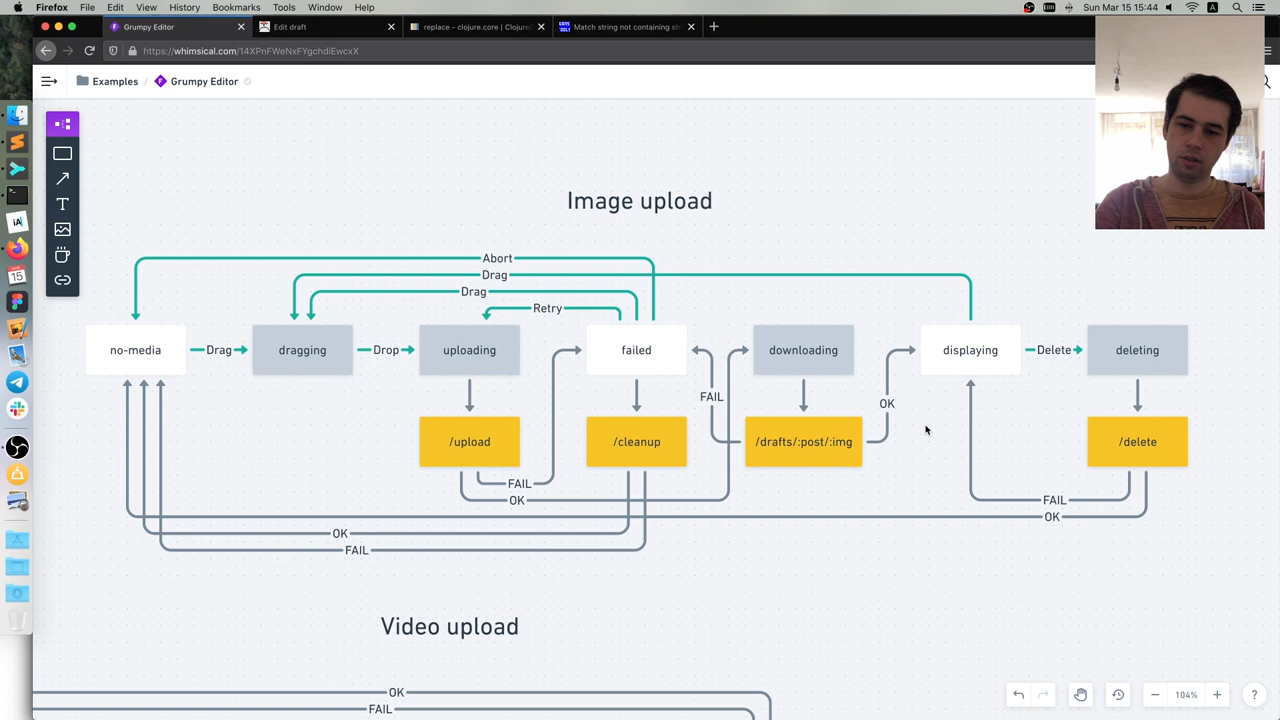 Firefox File Edit View History Bookmarks Tools Window Help
Sun Mar 15 15:44
Grumpy Editor
Edit draft
replace - clojure.core | Clojure
Match string not containing str
https://whimsical.com/14XPnFWeNxFYgchdiEwcxX
Examples / Grumpy Editor
Image upload
Abort
Drag
Drag
Retry
no-media
Drag
dragging
Drop
uploading
failed
downloading
displaying
Delete
deleting
FAIL
OK
/upload
/cleanup
/drafts/:post/:img
/delete
FAIL
OK
FAIL
OK
OK
FAIL
Video upload
OK
FAIL
104%